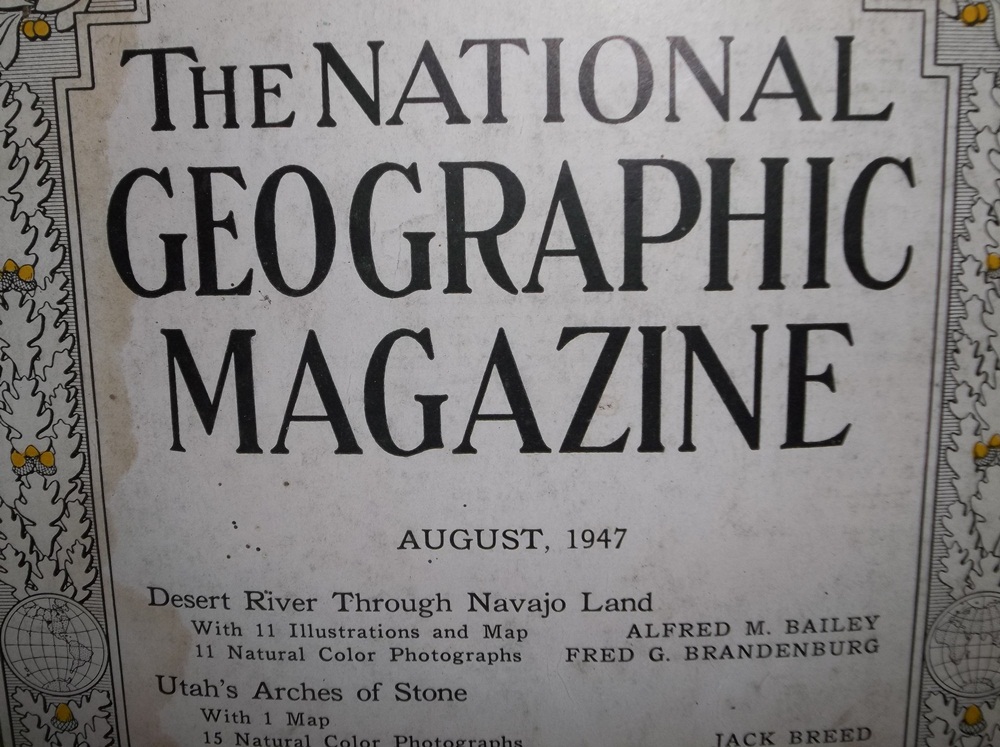 THE NATIONAL
GEOGRAPHIC
MAGAZINE
AUGUST, 1947
Desert River Through Navajo Land
With 11 Illustrations and Map ALFRED M. BAILEY
11 Natural Color Photographs FRED G. BRANDENBURG
Utah's Arches of Stone
With 1 Map
15 Natural Color Photographs JACK BREED